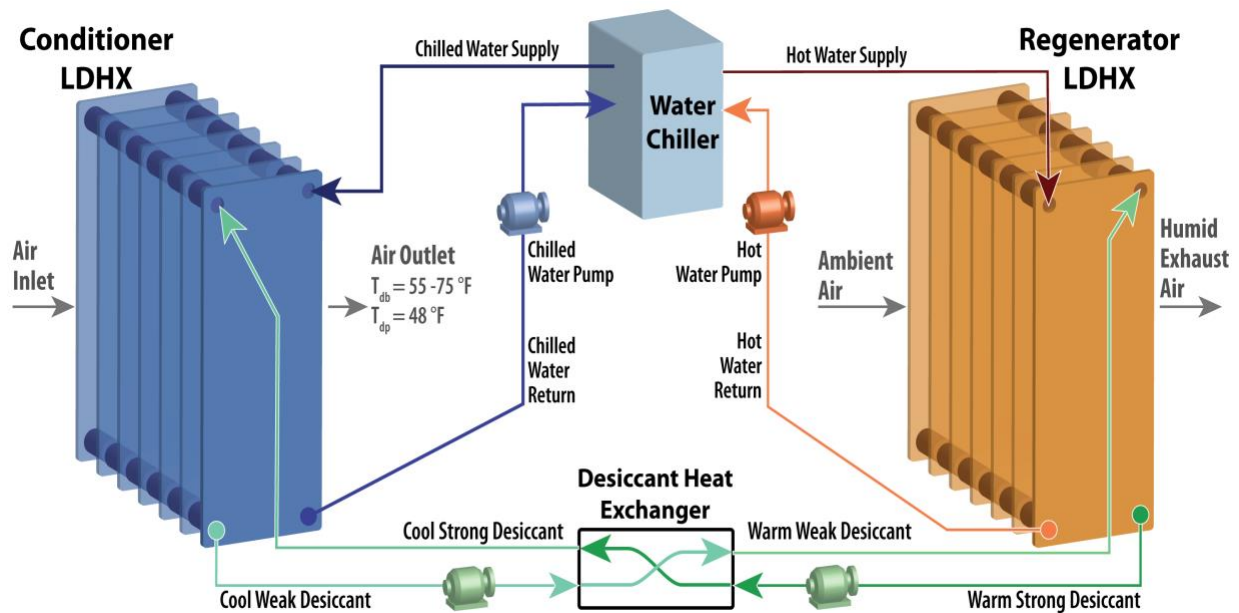 Conditioner
LDHX
Chilled Water Supply
Water
Chiller
Hot Water Supply
Regenerator
LDHX
Air
Inlet
Air Outlet
T_db = 55 -75 °F
T_dp = 48 °F
Chilled
Water Pump
Hot
Water Pump
Ambient
Air
Humid
Exhaust
Air
Chilled
Water
Return
Hot
Water
Return
Desiccant Heat
Exchanger
Cool Strong Desiccant
Warm Weak Desiccant
Cool Weak Desiccant
Warm Strong Desiccant